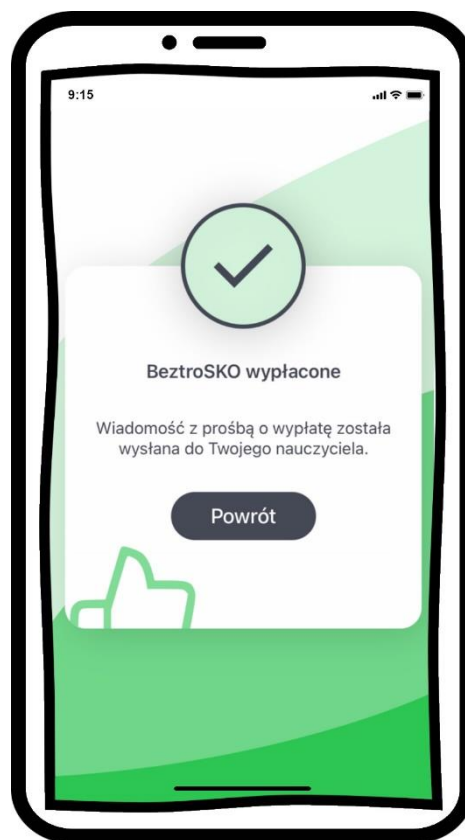 9:15
BeztroSKO wypłacone
Wiadomość z prośbą o wypłatę została
wysłana do Twojego nauczyciela.
Powrót